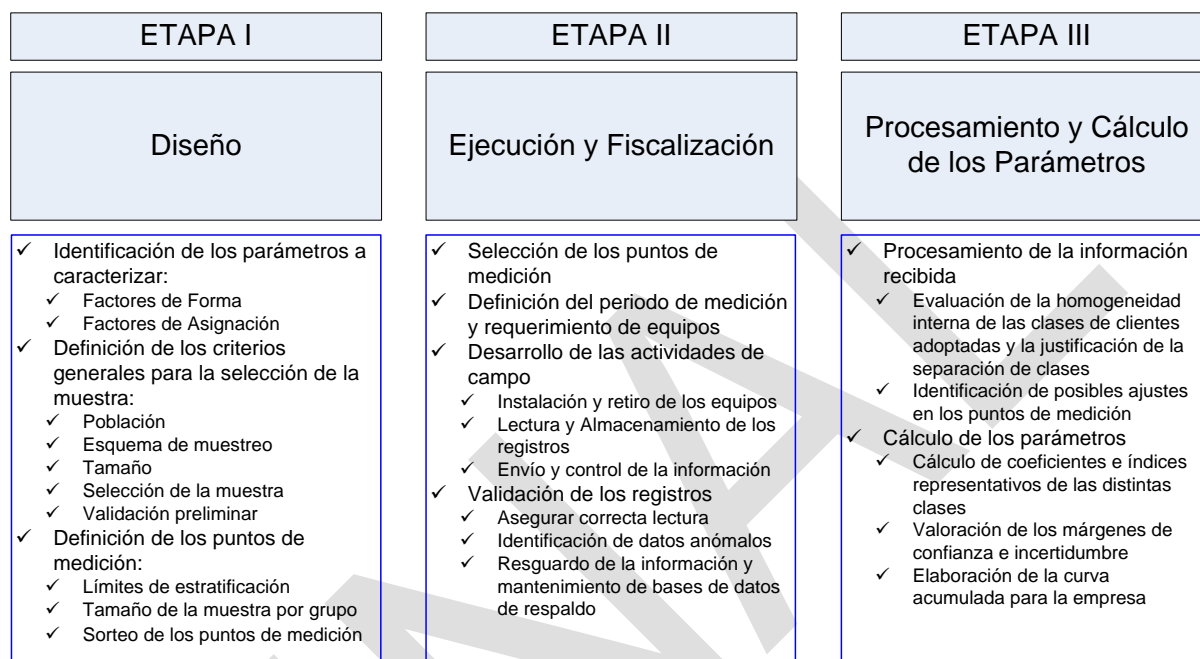 ETAPA I
Diseño
✓ Identificación de los parámetros a
caracterizar:
✓ Factores de Forma
✓ Factores de Asignación
✓ Definición de los criterios
generales para la selección de la
muestra:
✓ Población
✓ Esquema de muestreo
✓ Tamaño
✓ Selección de la muestra
✓ Validación preliminar
✓ Definición de los puntos de
medición:
✓ Límites de estratificación
✓ Tamaño de la muestra por grupo
✓ Sorteo de los puntos de medición
ETAPA II
Ejecución y Fiscalización
✓ Selección de los puntos de
medición
✓ Definición del periodo de medición
y requerimiento de equipos
✓ Desarrollo de las actividades de
campo
✓ Instalación y retiro de los equipos
✓ Lectura y Almacenamiento de los
registros
✓ Envío y control de la información
✓ Validación de los registros
✓ Asegurar correcta lectura
✓ Identificación de datos anómalos
✓ Resguardo de la información y
mantenimiento de bases de datos
de respaldo
ETAPA III
Procesamiento y Cálculo
de los Parámetros
✓ Procesamiento de la información
recibida
✓ Evaluación de la homogeneidad
interna de las clases de clientes
adoptadas y la justificación de la
separación de clases
✓ Identificación de posibles ajustes
en los puntos de medición
✓ Cálculo de los parámetros
✓ Cálculo de coeficientes e índices
representativos de las distintas
clases
✓ Valoración de los márgenes de
confianza e incertidumbre
✓ Elaboración de la curva
acumulada para la empresa